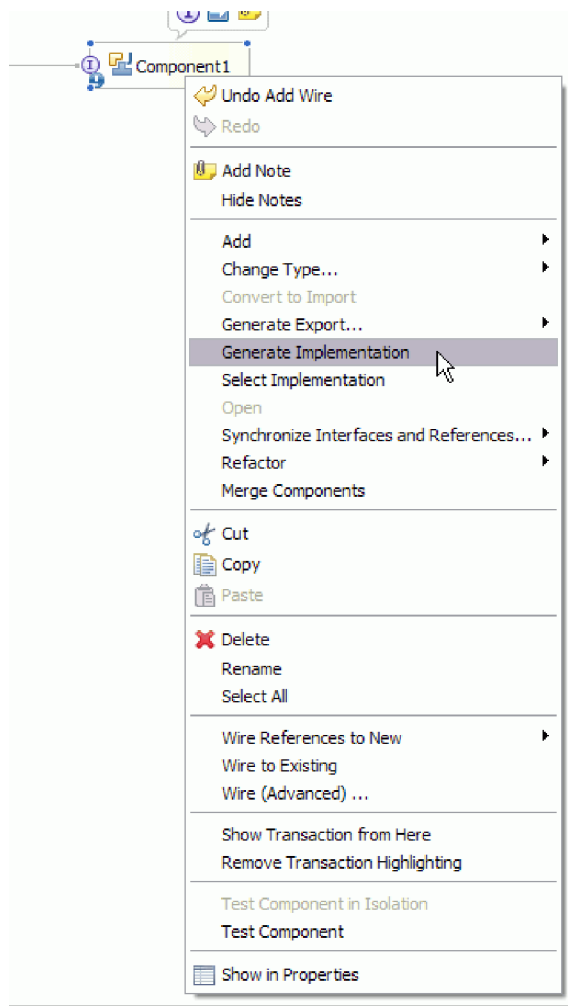 Component1
Undo Add Wire
Redo
Add Note
Hide Notes
Add
Change Type...
Convert to Import
Generate Export...
Generate Implementation
Select Implementation
Open
Synchronize Interfaces and References...
Refactor
Merge Components
Cut
Copy
Paste
Delete
Rename
Select All
Wire References to New
Wire to Existing
Wire (Advanced) ...
Show Transaction from Here
Remove Transaction Highlighting
Test Component in Isolation
Test Component
Show in Properties